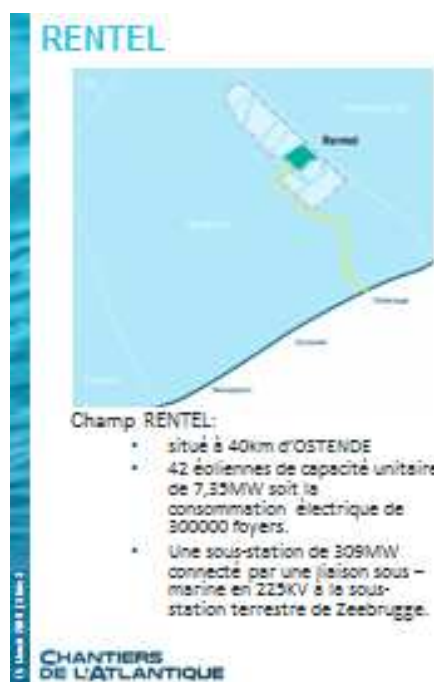 RENTEL
Rentel
Champ RENTEL:
• situé à 40km d'OSTENDE
• 42 éoliennes de capacité unitaire
de 7,35MW soit la
consommation électrique de
300000 foyers.
• Une sous-station de 309MW
connecté par une liaison sous –
marine en 225KV à la sous-
station terrestre de Zeebrugge.
CHANTIERS
DE L'ATLANTIQUE